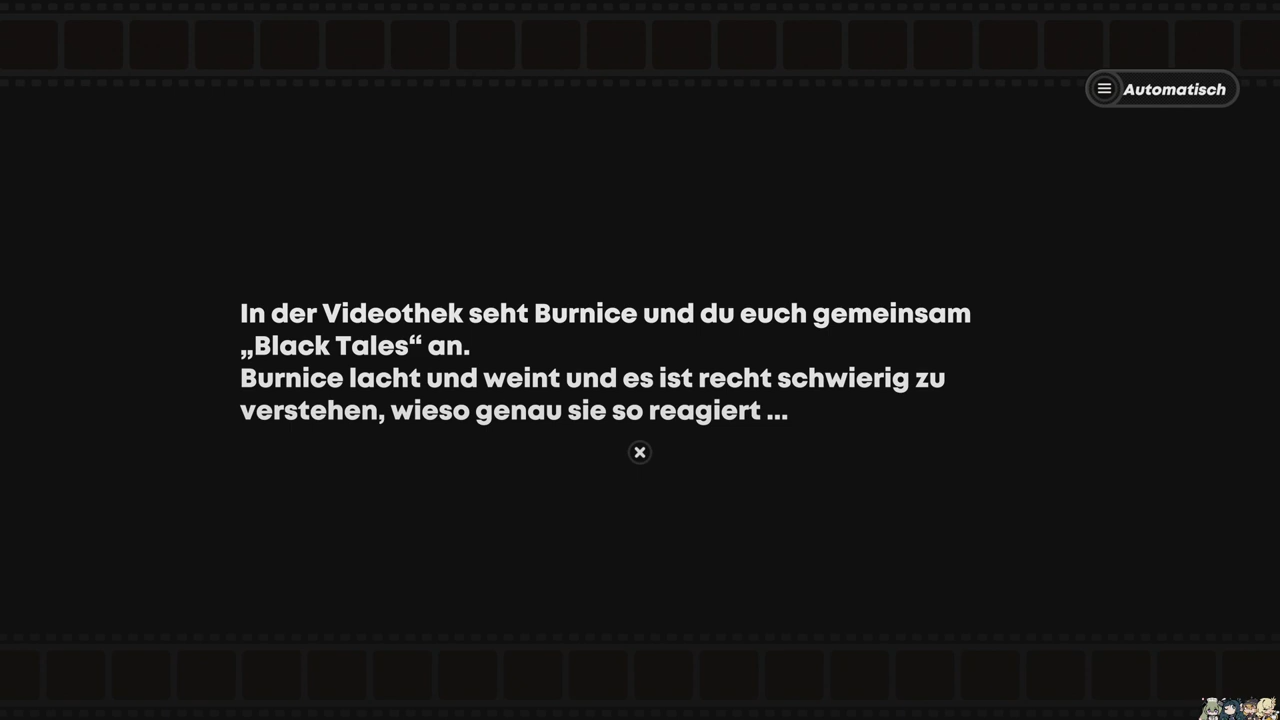 Automatisch
In der Videothek seht Burnice und du euch gemeinsam
„Black Tales“ an.
Burnice lacht und weint und es ist recht schwierig zu
verstehen, wieso genau sie so reagiert ...